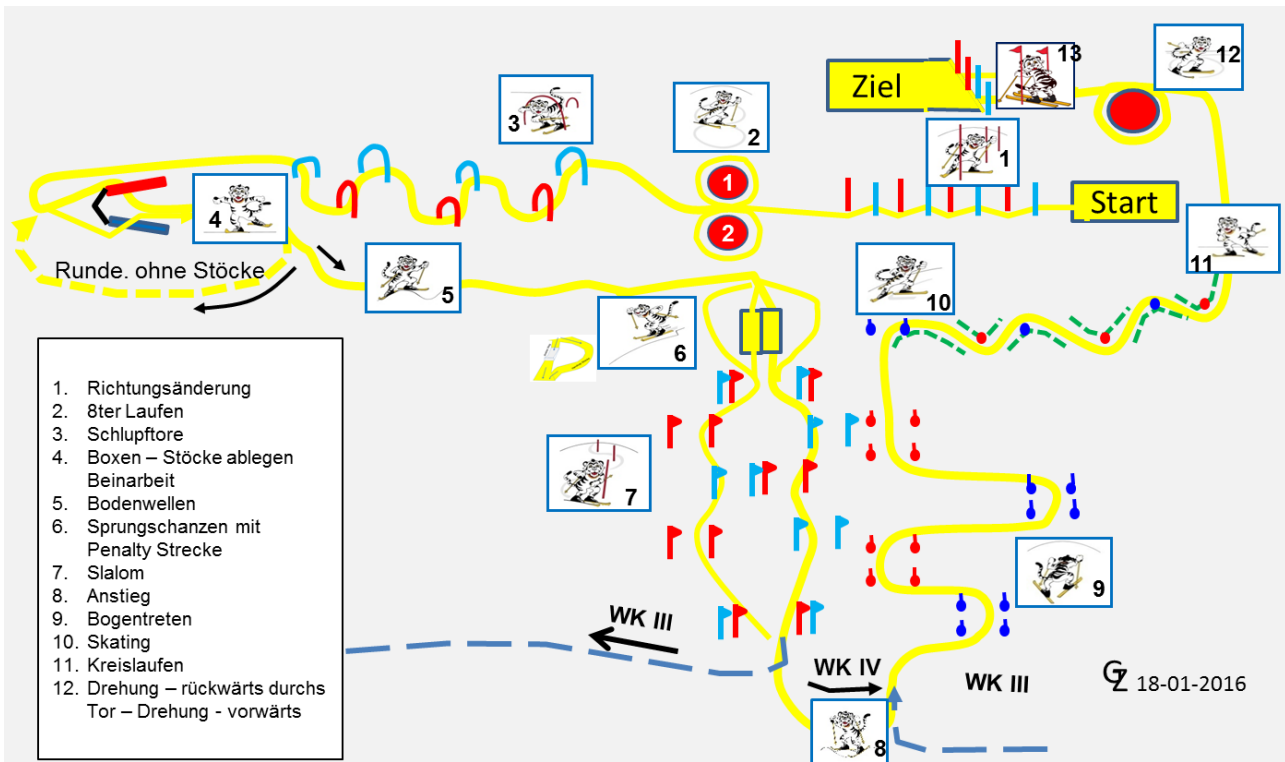 13
12
Ziel
3
2
1
1
2
4
Start
11
Runde. ohne Stöcke
5
10
6
1. Richtungsänderung
2. 8ter Laufen
3. Schlupftore
4. Boxen – Stöcke ablegen
Beinarbeit
5. Bodenwellen
6. Sprungschanzen mit
Penalty Strecke
7. Slalom
8. Anstieg
9. Bogentreten
10. Skating
11. Kreislaufen
12. Drehung – rückwärts durchs
Tor – Drehung - vorwärts
7
9
WK III
WK IV
WK III
GZ 18-01-2016
8